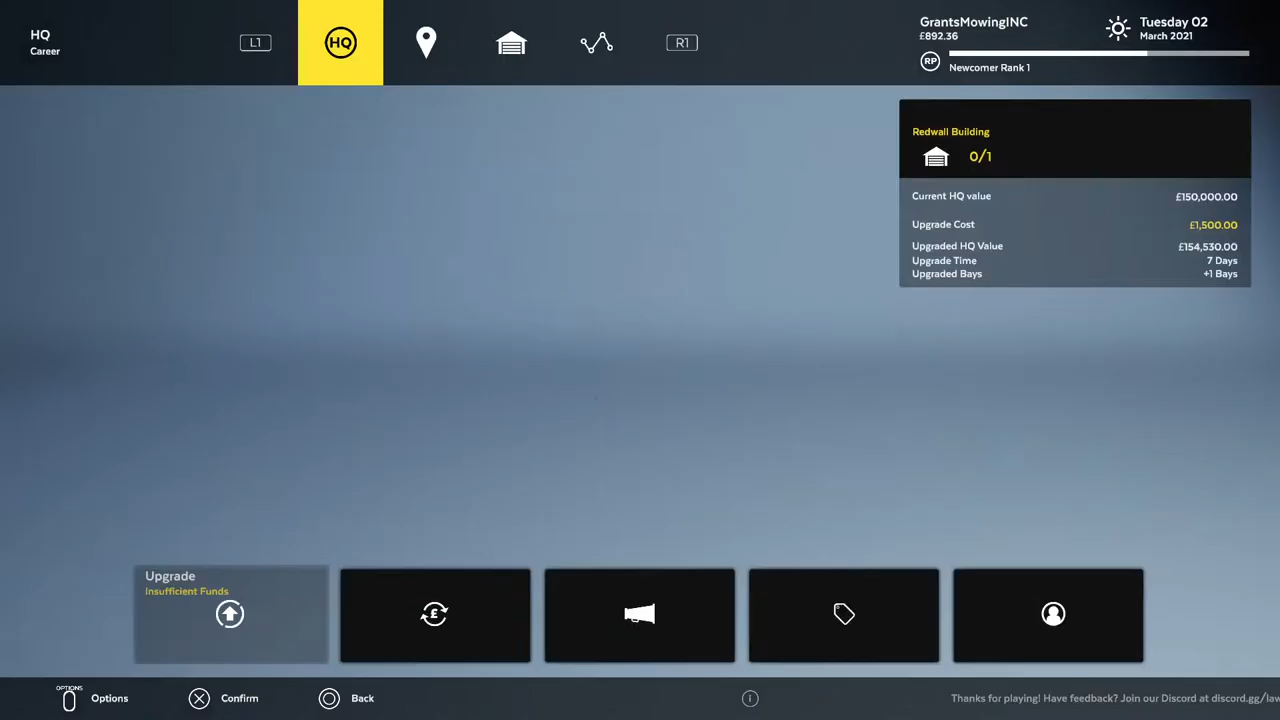 HQ
Career
L1
HQ
R1
GrantsMowingINC
£892.36
Tuesday 02
March 2021
RP
Newcomer Rank 1
Redwall Building
0/1
Current HQ value £150,000.00
Upgrade Cost £1,500.00
Upgraded HQ Value £154,530.00
Upgrade Time 7 Days
Upgraded Bays +1 Bays
Upgrade
Insufficient Funds
£
OPTIONS
Options
Confirm
Back
Thanks for playing! Have feedback? Join our Discord at discord.gg/law